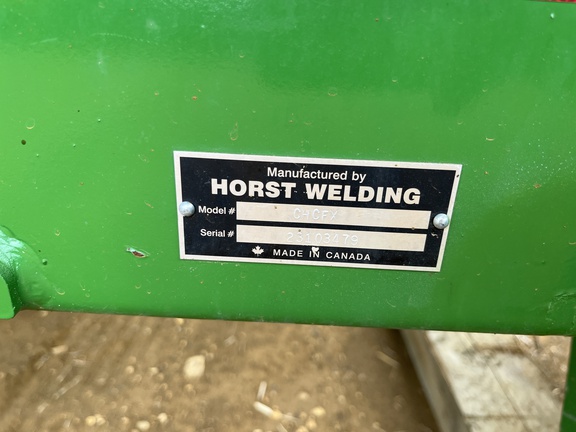 Manufactured by
HORST WELDING
Model #
Serial #
MADE IN CANADA